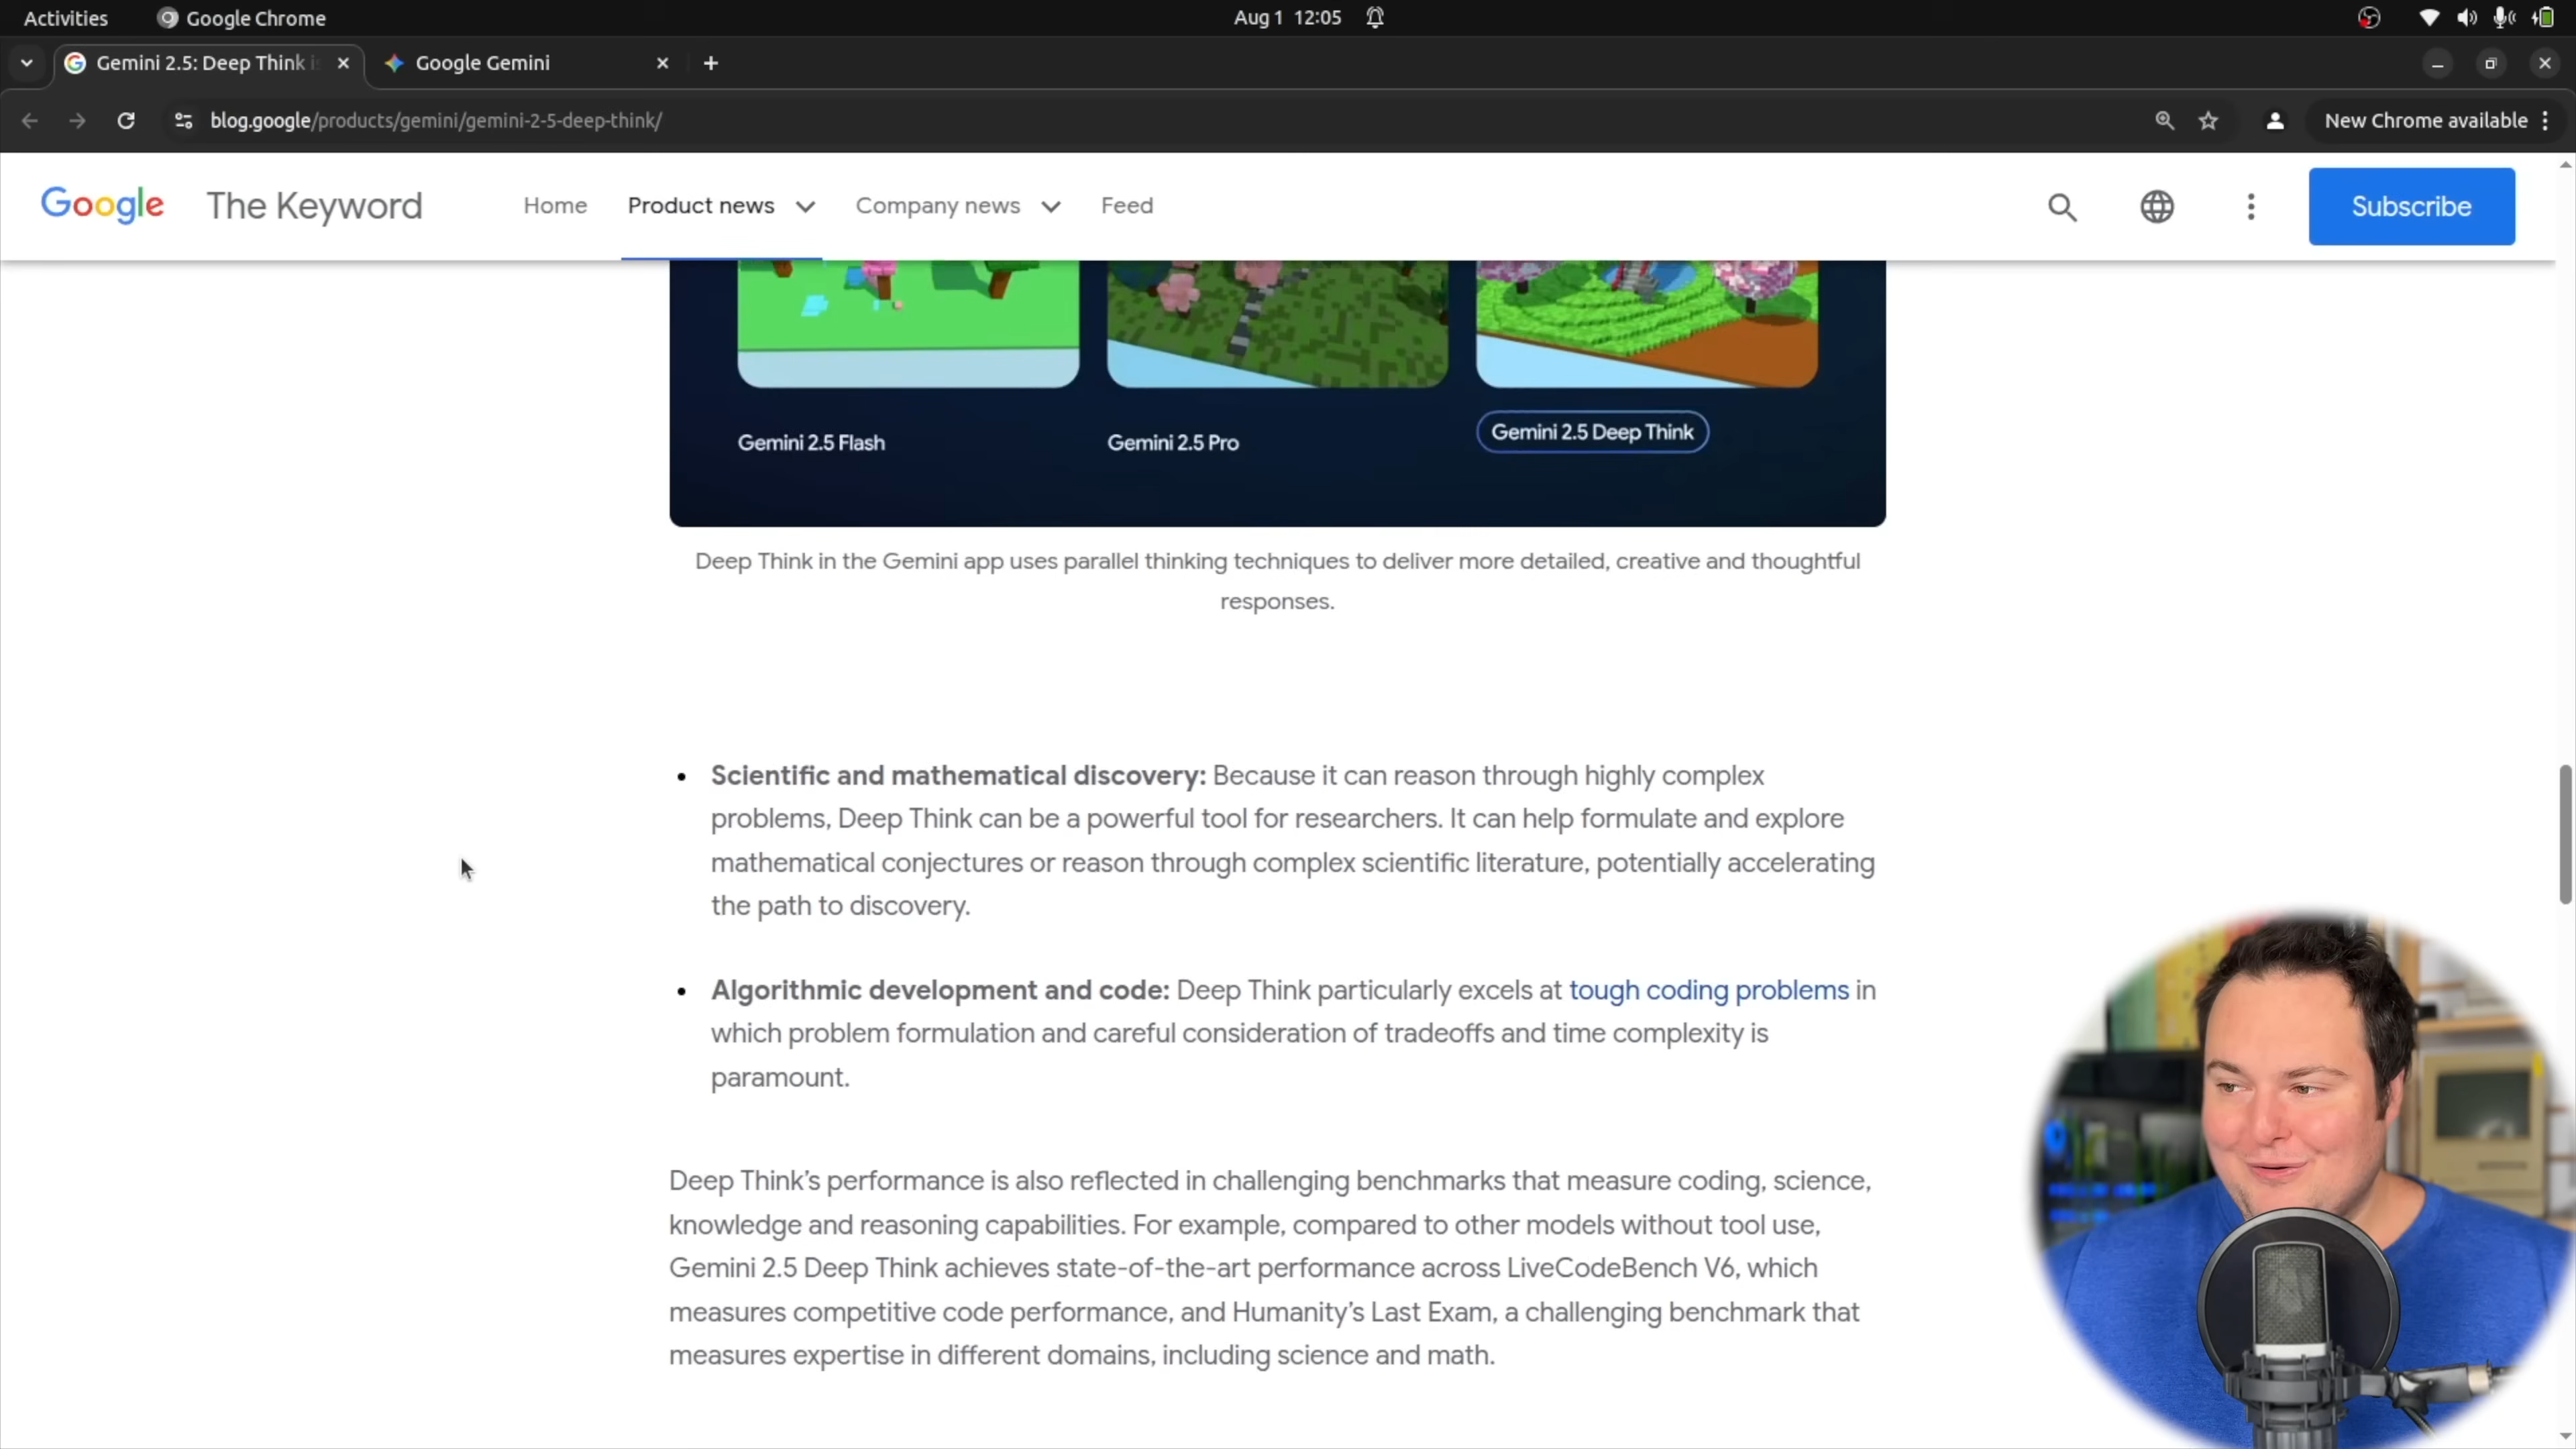 Activities Google Chrome Aug 1 12:05
Gemini 2.5: Deep Think Google Gemini
blog.google/products/gemini/gemini-2-5-deep-think/ New Chrome available
Google The Keyword Home Product news Company news Feed Subscribe
Gemini 2.5 Flash Gemini 2.5 Pro Gemini 2.5 Deep Think
Deep Think in the Gemini app uses parallel thinking techniques to deliver more detailed, creative and thoughtful
responses.
• Scientific and mathematical discovery: Because it can reason through highly complex
problems, Deep Think can be a powerful tool for researchers. It can help formulate and explore
mathematical conjectures or reason through complex scientific literature, potentially accelerating
the path to discovery.
• Algorithmic development and code: Deep Think particularly excels at tough coding problems in
which problem formulation and careful consideration of tradeoffs and time complexity is
paramount.
Deep Think’s performance is also reflected in challenging benchmarks that measure coding, science,
knowledge and reasoning capabilities. For example, compared to other models without tool use,
Gemini 2.5 Deep Think achieves state-of-the-art performance across LiveCodeBench V6, which
measures competitive code performance, and Humanity’s Last Exam, a challenging benchmark that
measures expertise in different domains, including science and math.